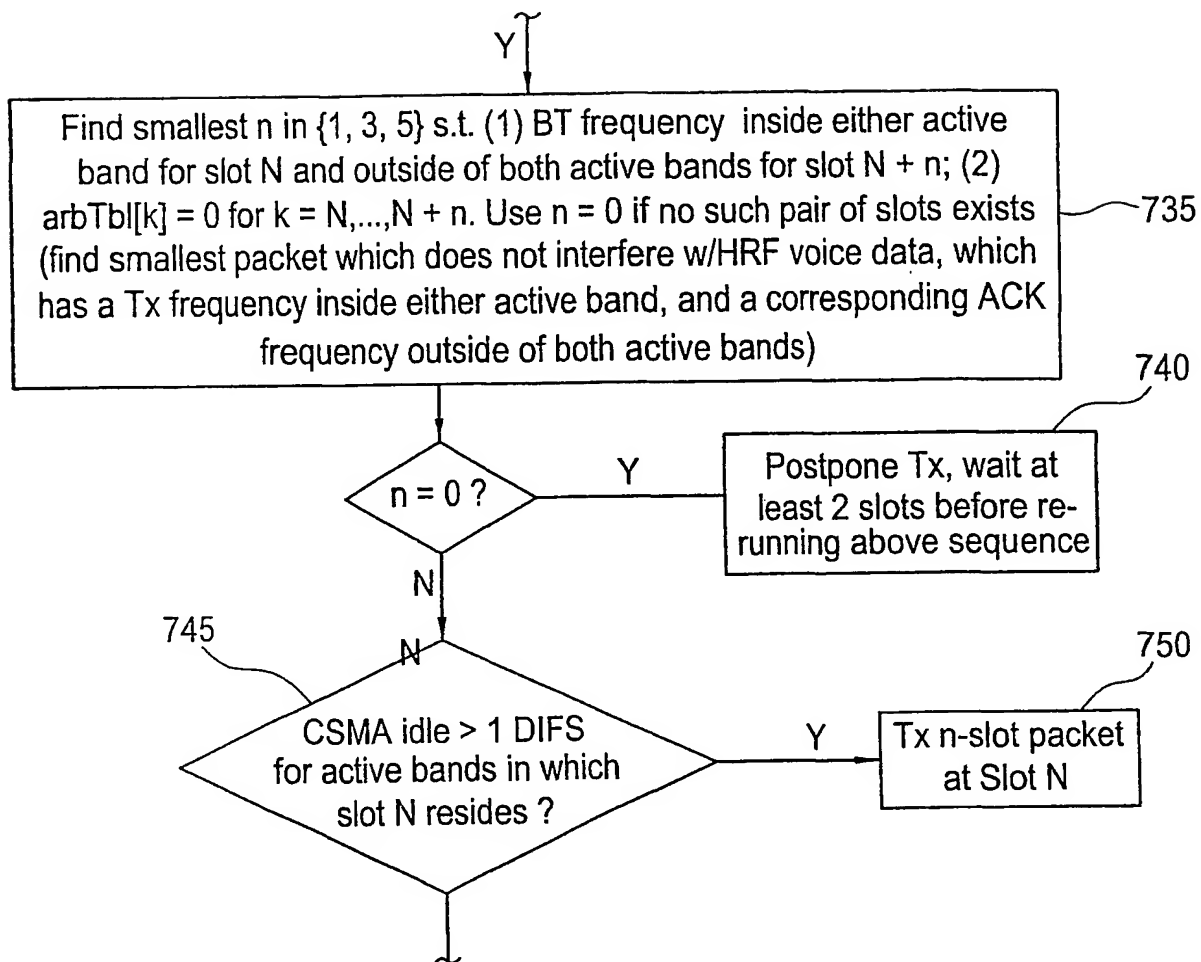 Y
Find smallest n in {1, 3, 5} s.t. (1) BT frequency inside either active
band for slot N and outside of both active bands for slot N + n; (2)
arbTbl[k] = 0 for k = N,...,N + n. Use n = 0 if no such pair of slots exists
(find smallest packet which does not interfere w/HRF voice data, which
has a Tx frequency inside either active band, and a corresponding ACK
frequency outside of both active bands)
735
740
n = 0 ?
Y
Postpone Tx, wait at
least 2 slots before re-
running above sequence
N
745
N
CSMA idle > 1 DIFS
for active bands in which
slot N resides ?
Y
750
Tx n-slot packet
at Slot N